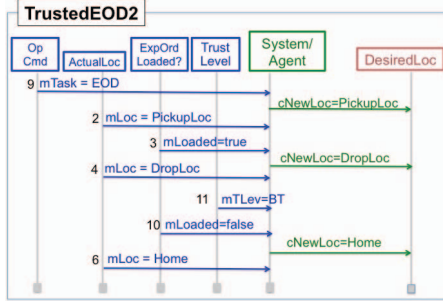 TrustedEOD2
Op
Cmd
ActualLoc
ExpOrd
Loaded?
Trust
Level
System/
Agent
DesiredLoc
9 mTask = EOD
cNewLoc=PickupLoc
2 mLoc = PickupLoc
3 mLoaded=true
cNewLoc=DropLoc
4 mLoc = DropLoc
11 mTLev=BT
10 mLoaded=false
cNewLoc=Home
6 mLoc = Home